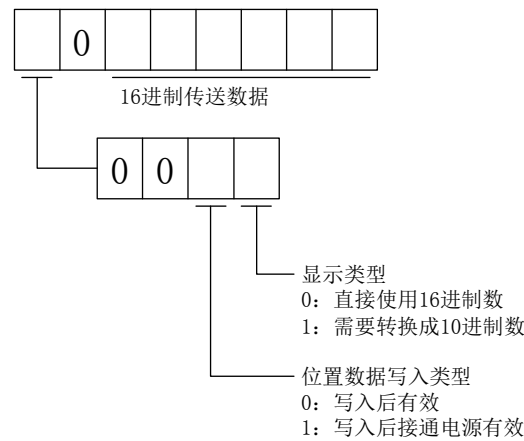 0
16进制传送数据
0 0
显示类型
0: 直接使用16进制数
1: 需要转换成10进制数
位置数据写入类型
0: 写入后有效
1: 写入后接通电源有效